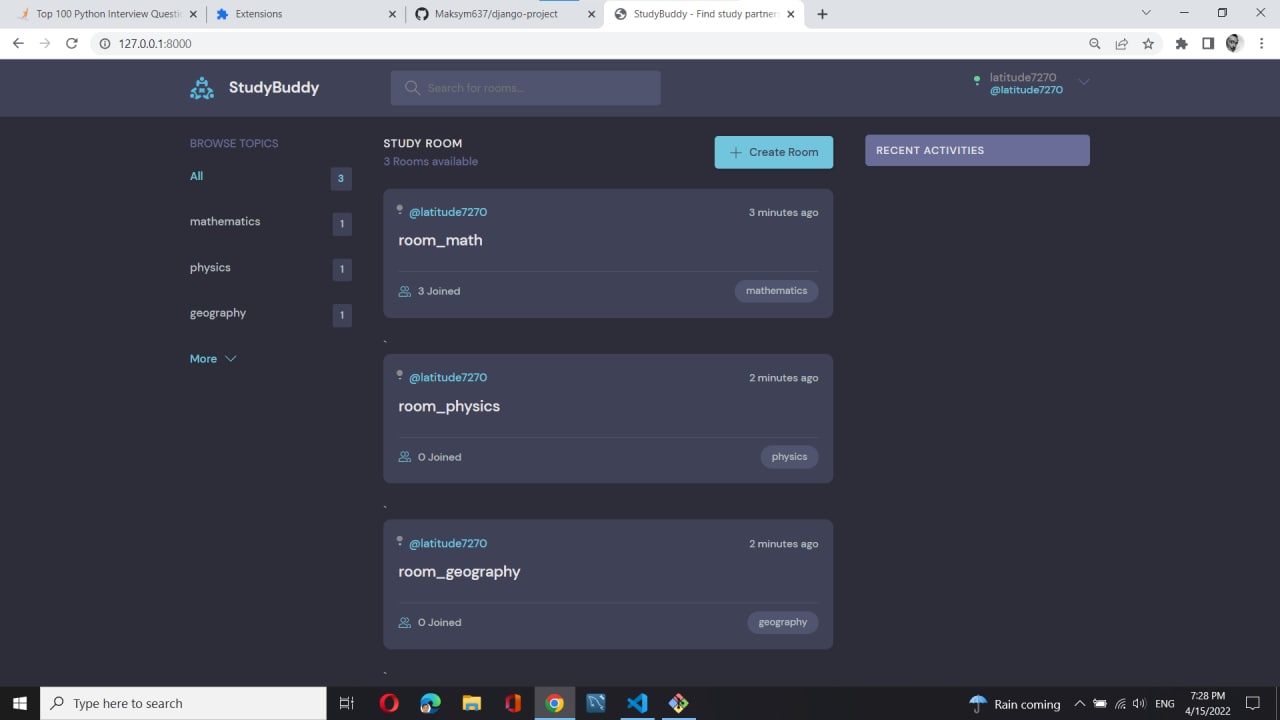 Top 100 Python Interview Questi
Extensions
Maksym637/django-project
StudyBuddy - Find study partner
127.0.0.1:8000
StudyBuddy
Search for rooms...
latitude7270
@latitude7270
BROWSE TOPICS
All 3
mathematics 1
physics 1
geography 1
More
STUDY ROOM
3 Rooms available
Create Room
@latitude7270 3 minutes ago
room_math
3 Joined mathematics
`
@latitude7270 2 minutes ago
room_physics
0 Joined physics
`
@latitude7270 2 minutes ago
room_geography
0 Joined geography
`
RECENT ACTIVITIES
Type here to search
Rain coming
ENG
7:28 PM
4/15/2022